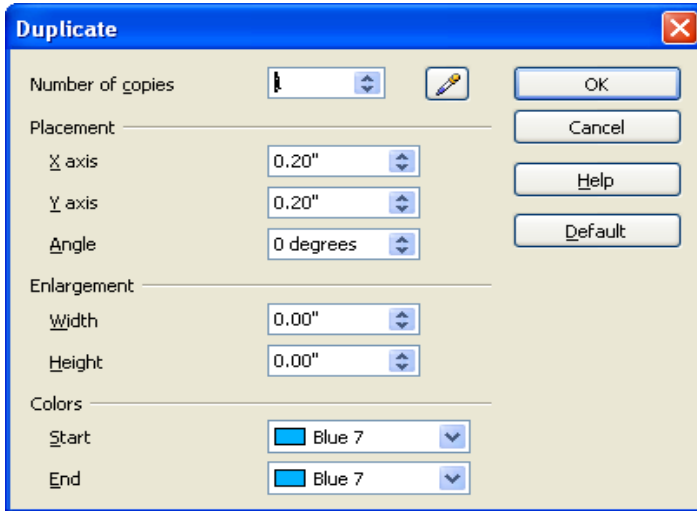 Duplicate
Number of copies
OK
Placement
Cancel
X axis 0.20"
Help
Y axis 0.20"
Default
Angle 0 degrees
Enlargement
Width 0.00"
Height 0.00"
Colors
Start Blue 7
End Blue 7